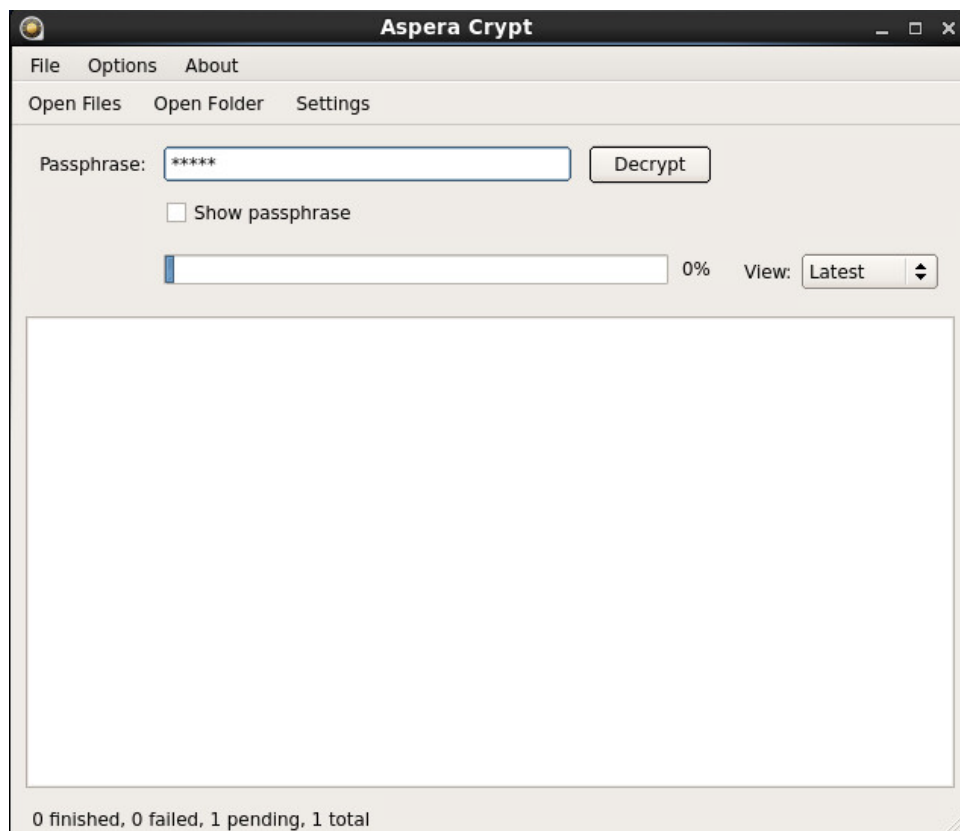 Aspera Crypt
File Options About
Open Files Open Folder Settings
Passphrase: ***** Decrypt
Show passphrase
0% View: Latest
0 finished, 0 failed, 1 pending, 1 total